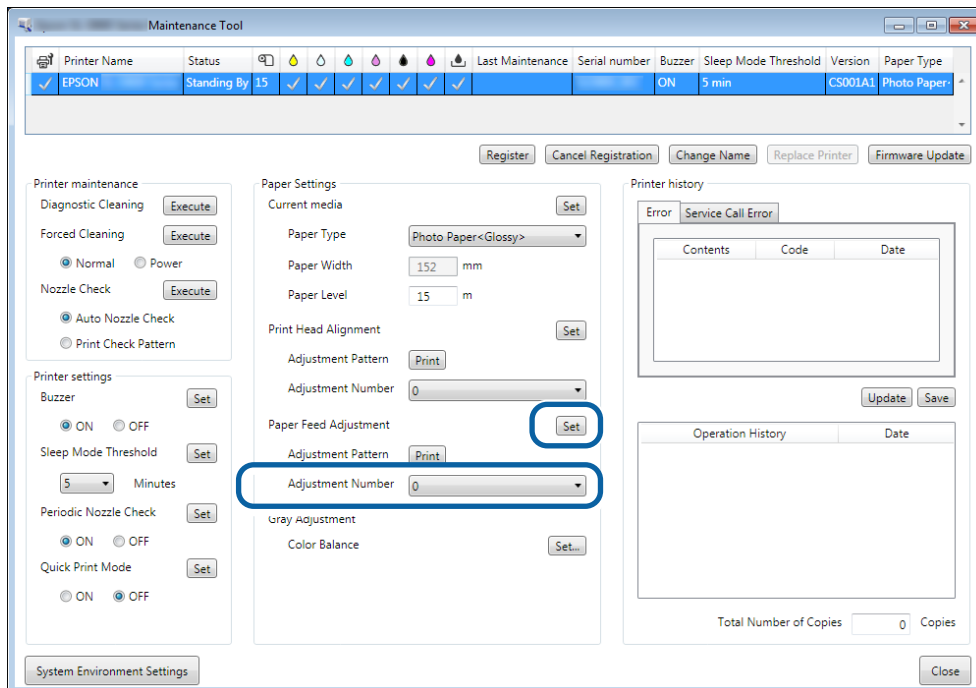 Maintenance Tool
Printer Name Status Last Maintenance Serial number Buzzer Sleep Mode Threshold Version Paper Type
EPSON Standing By 15 ON 5 min CS001A1 Photo Paper
Register Cancel Registration Change Name Replace Printer Firmware Update
Printer maintenance
Diagnostic Cleaning Execute
Forced Cleaning Execute
Normal Power
Nozzle Check Execute
Auto Nozzle Check
Print Check Pattern
Printer settings
Buzzer Set
ON OFF
Sleep Mode Threshold Set
5 Minutes
Periodic Nozzle Check Set
ON OFF
Quick Print Mode Set
ON OFF
Paper Settings
Current media Set
Paper Type Photo Paper<Glossy>
Paper Width 152 mm
Paper Level 15 m
Print Head Alignment Set
Adjustment Pattern Print
Adjustment Number 0
Paper Feed Adjustment Set
Adjustment Pattern Print
Adjustment Number 0
Gray Adjustment
Color Balance Set...
Printer history
Error Service Call Error
Contents Code Date
Update Save
Operation History Date
Total Number of Copies 0 Copies
System Environment Settings Close